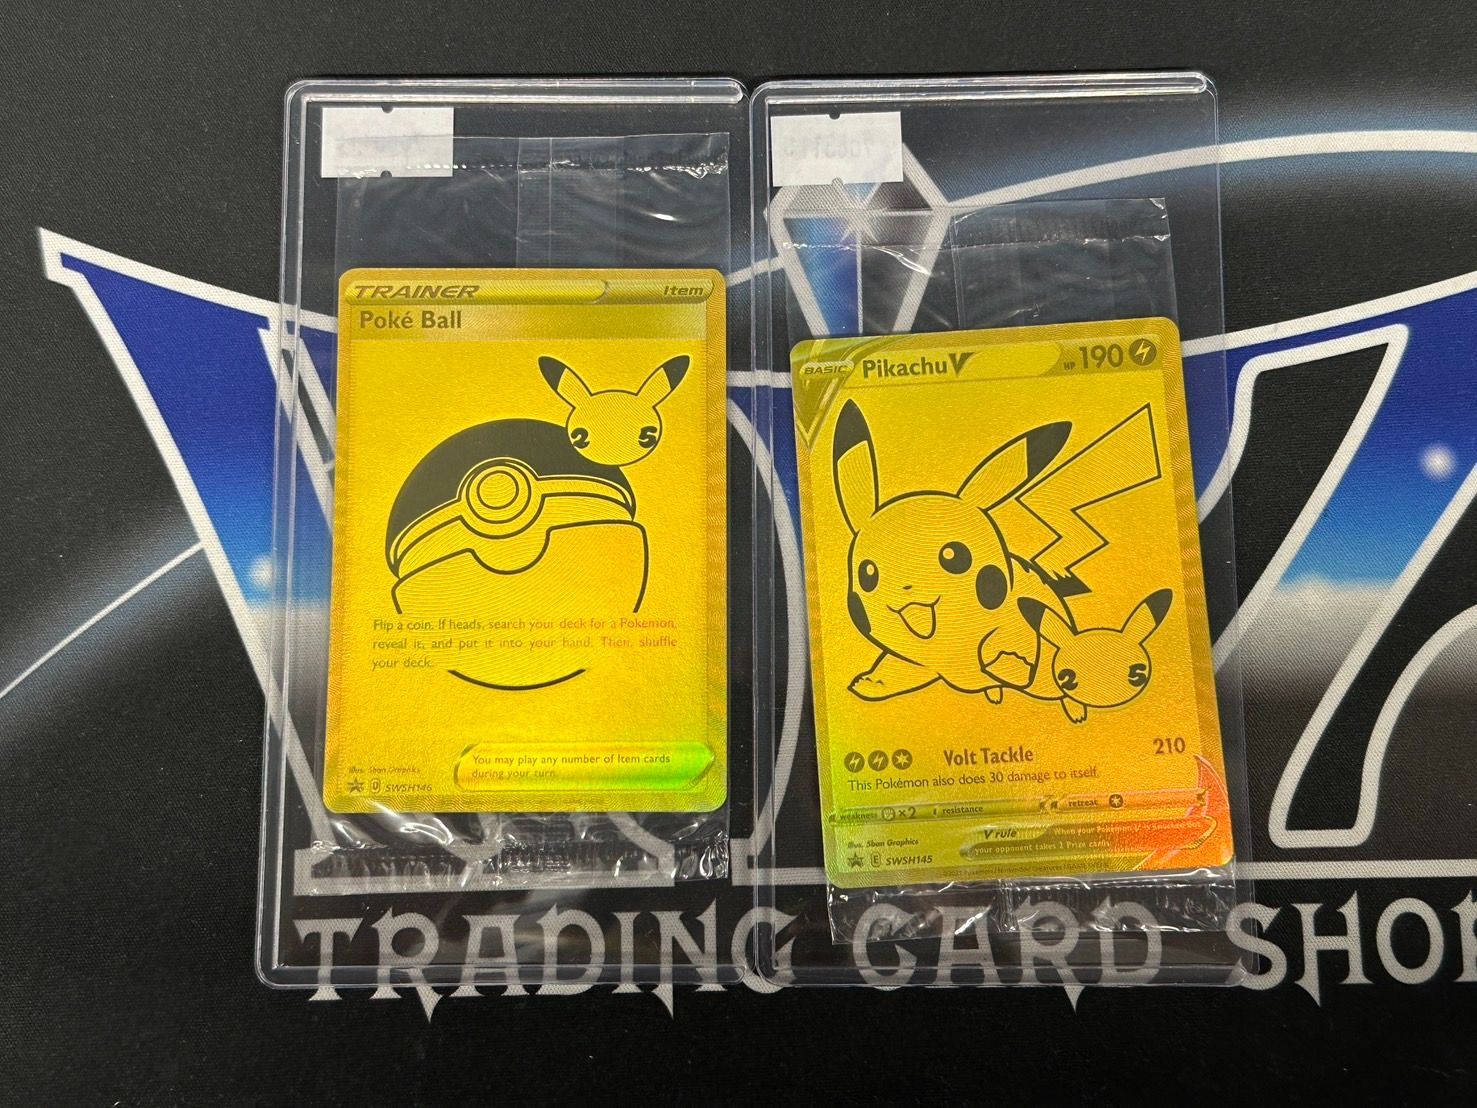 TRAINER
Item
Poké Ball
2 5
Flip a coin. If heads, search your deck for a Pokémon,
reveal it, and put it into your hand. Then, shuffle
your deck.
You may play any number of Item cards
during your turn.
Illus. 5ban Graphics
SWSH146
BASIC
Pikachu V
HP 190
2 5
Volt Tackle
210
This Pokémon also does 30 damage to itself.
weakness
×2
resistance
retreat
V rule
When your Pokémon
your opponent takes 2 Prize cards.
Illus. 5ban Graphics
E SWSH145
TRADING CARD SHO